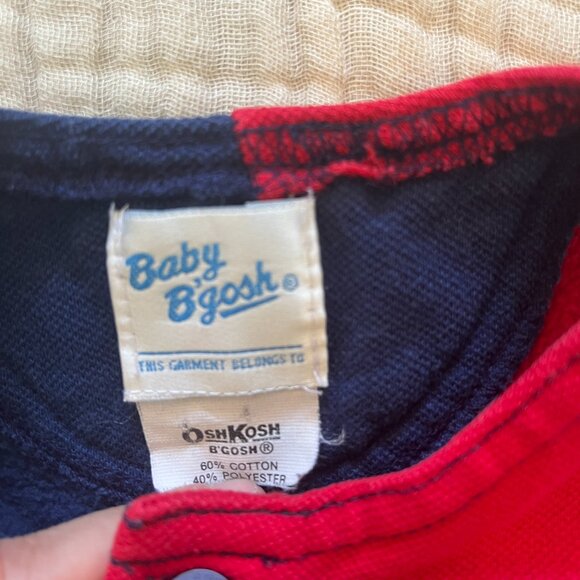 Baby
B'gosh®
THIS GARMENT BELONGS TO
OSHKOSH
B'GOSH®
60% COTTON
40% POLYESTER